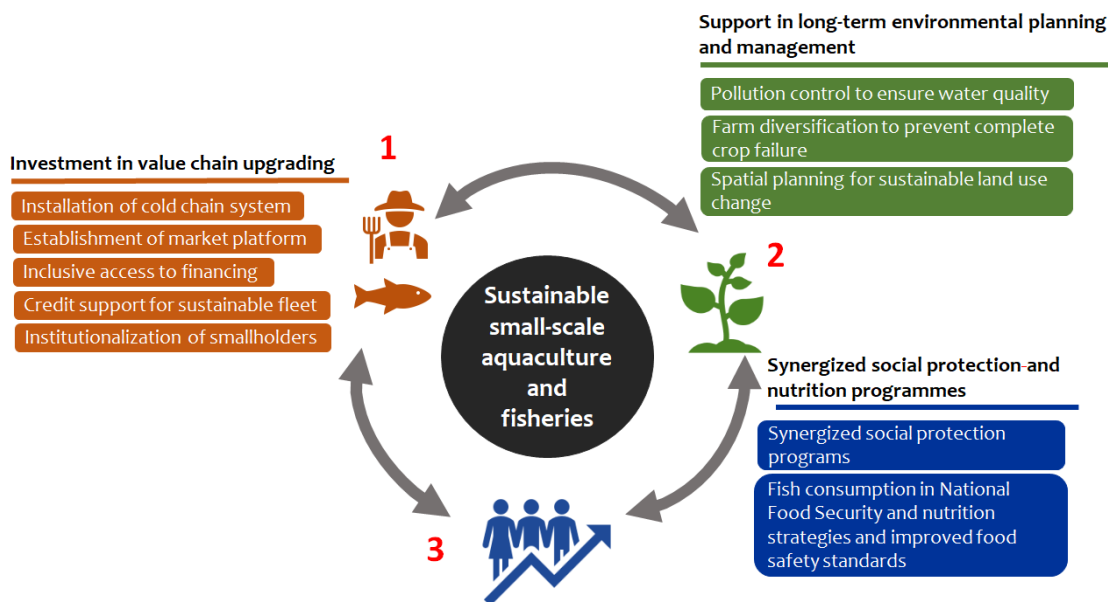 Support in long-term environmental planning
and management
Pollution control to ensure water quality
Farm diversification to prevent complete
crop failure
Spatial planning for sustainable land use
change
1
Investment in value chain upgrading
Installation of cold chain system
Establishment of market platform
Inclusive access to financing
Credit support for sustainable fleet
Institutionalization of smallholders
2
Sustainable
small-scale
aquaculture
and
fisheries
Synergized social protection-and
nutrition programmes
Synergized social protection
programs
Fish consumption in National
Food Security and nutrition
strategies and improved food
safety standards
3